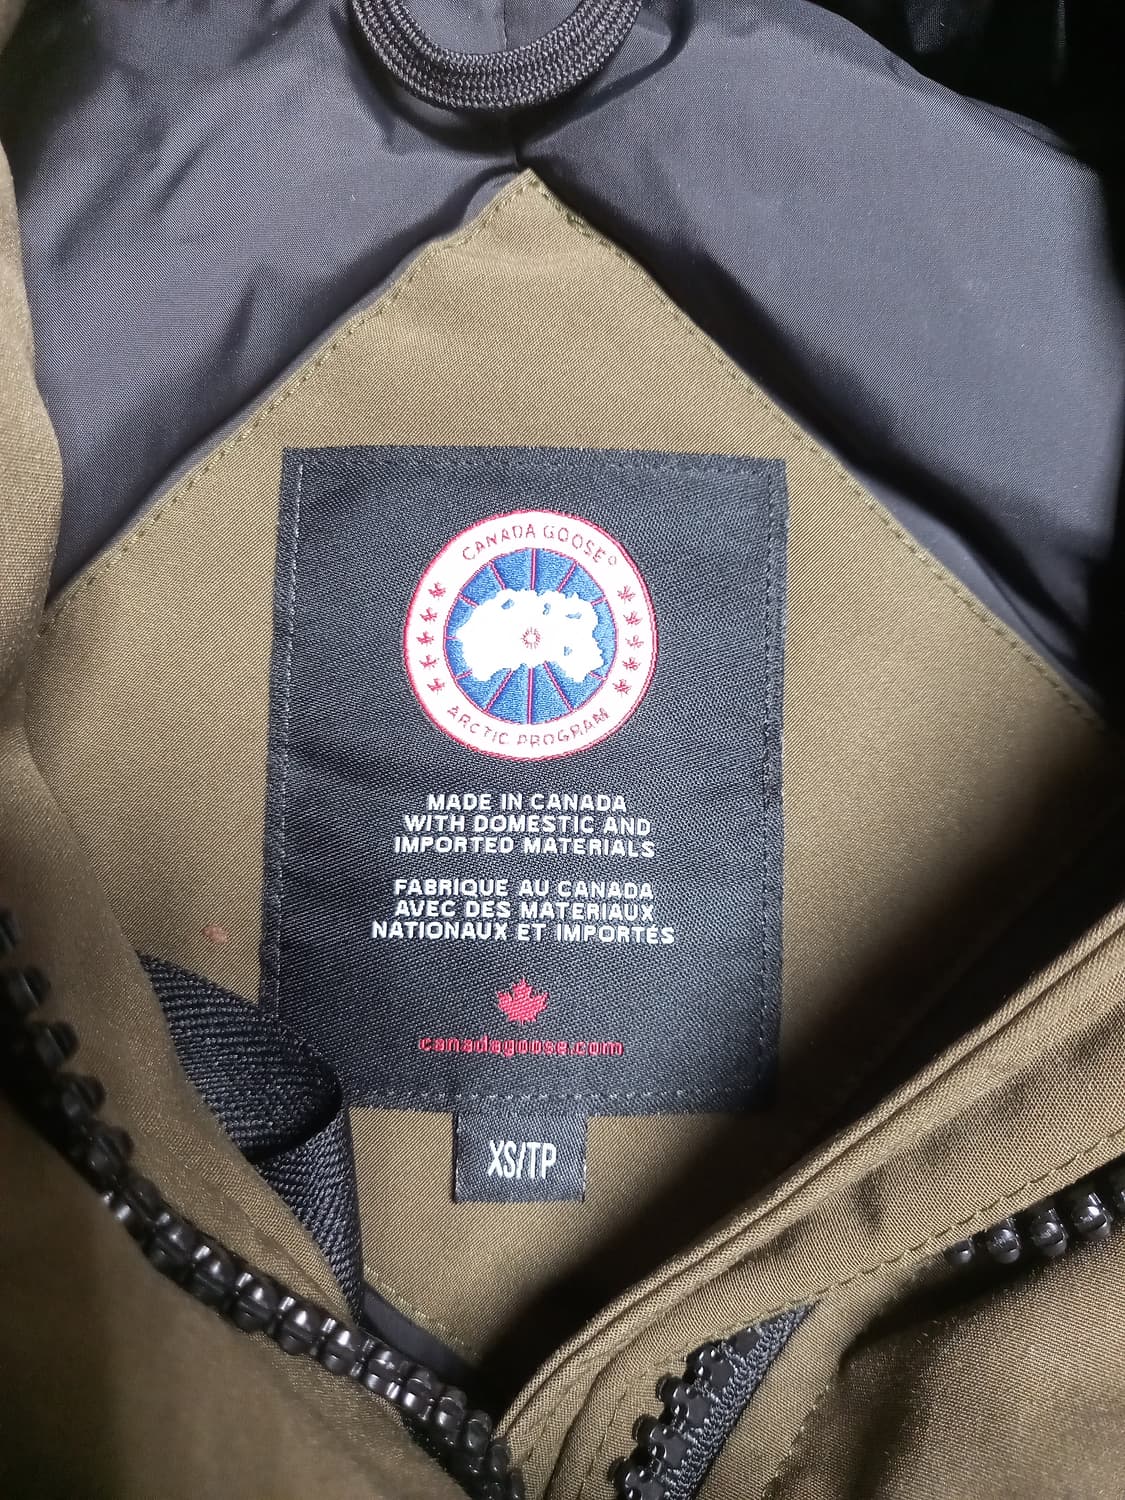 CANADA GOOSE®
ARCTIC PROGRAM
MADE IN CANADA
WITH DOMESTIC AND
IMPORTED MATERIALS
FABRIQUE AU CANADA
AVEC DES MATERIAUX
NATIONAUX ET IMPORTÉS
canadagoose.com
XS/TP